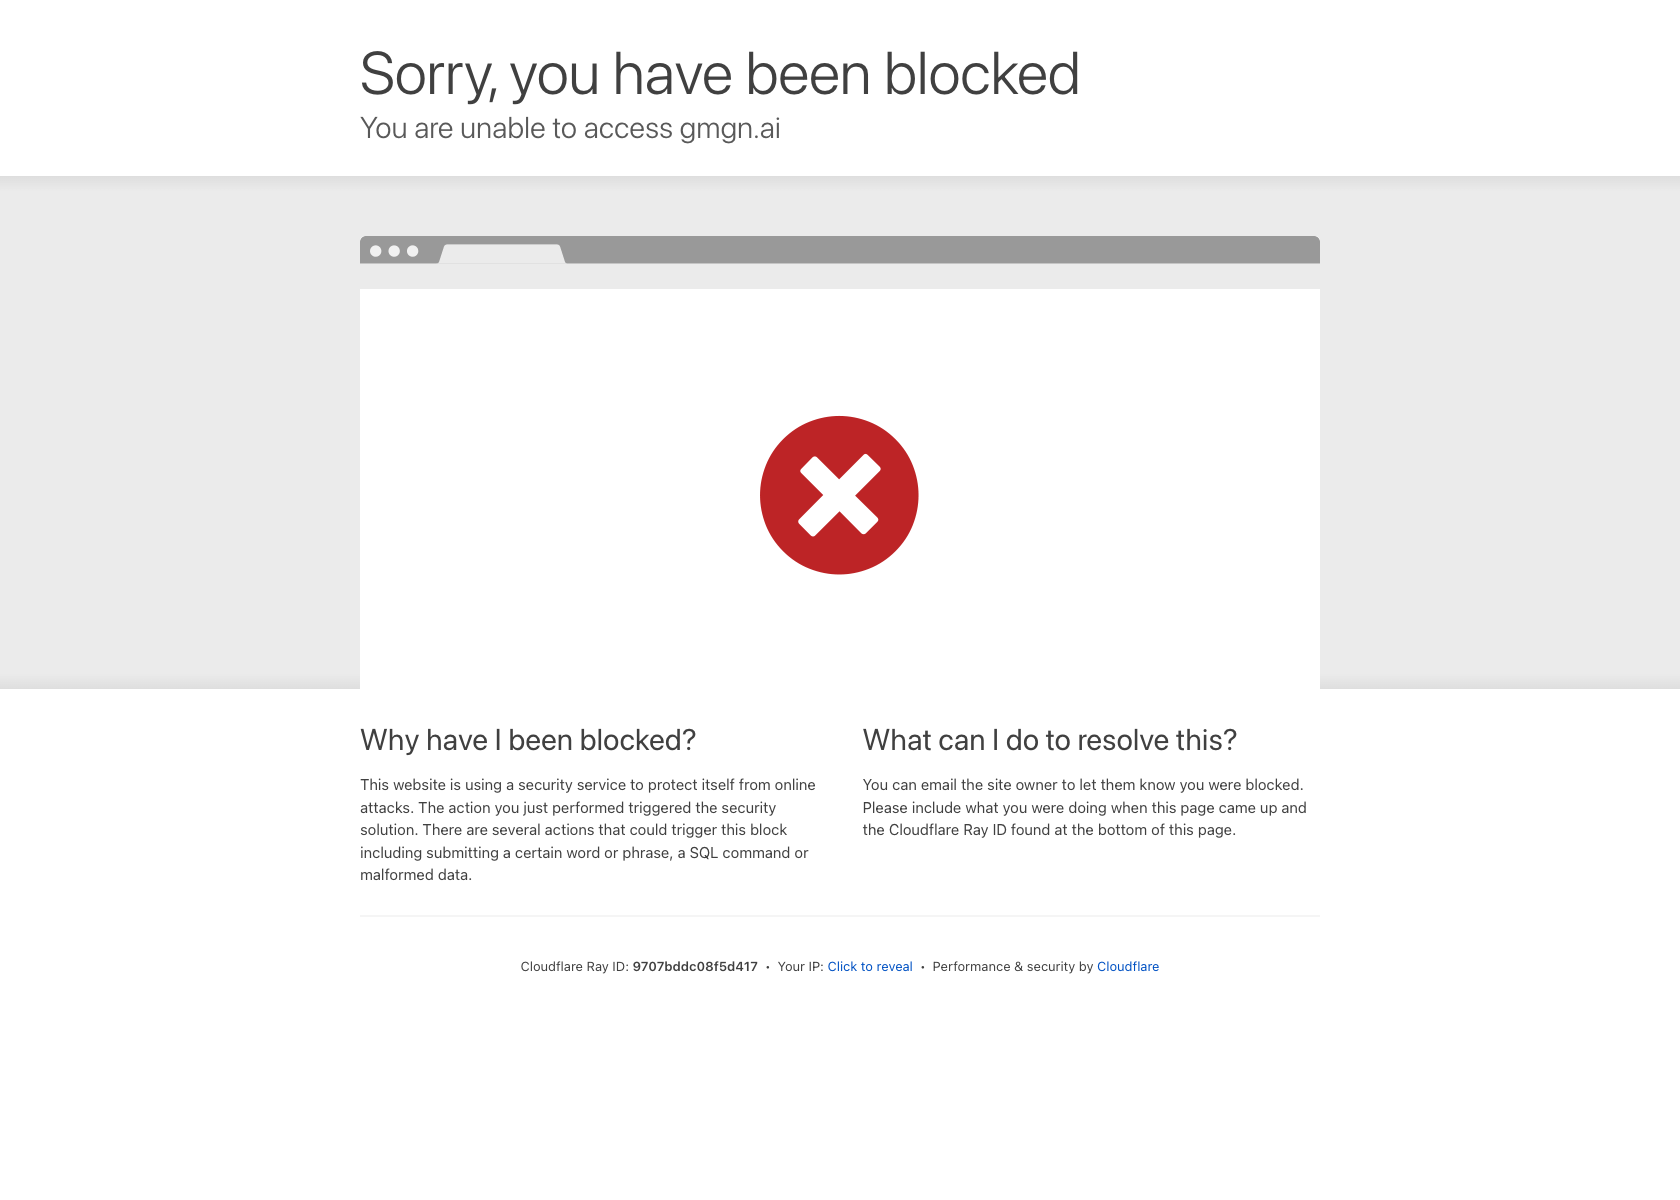 Sorry, you have been blocked
You are unable to access gmgn.ai
Why have I been blocked?
This website is using a security service to protect itself from online
attacks. The action you just performed triggered the security
solution. There are several actions that could trigger this block
including submitting a certain word or phrase, a SQL command or
malformed data.
What can I do to resolve this?
You can email the site owner to let them know you were blocked.
Please include what you were doing when this page came up and
the Cloudflare Ray ID found at the bottom of this page.
Cloudflare Ray ID: 9707bddc08f5d417 • Your IP: Click to reveal • Performance & security by Cloudflare